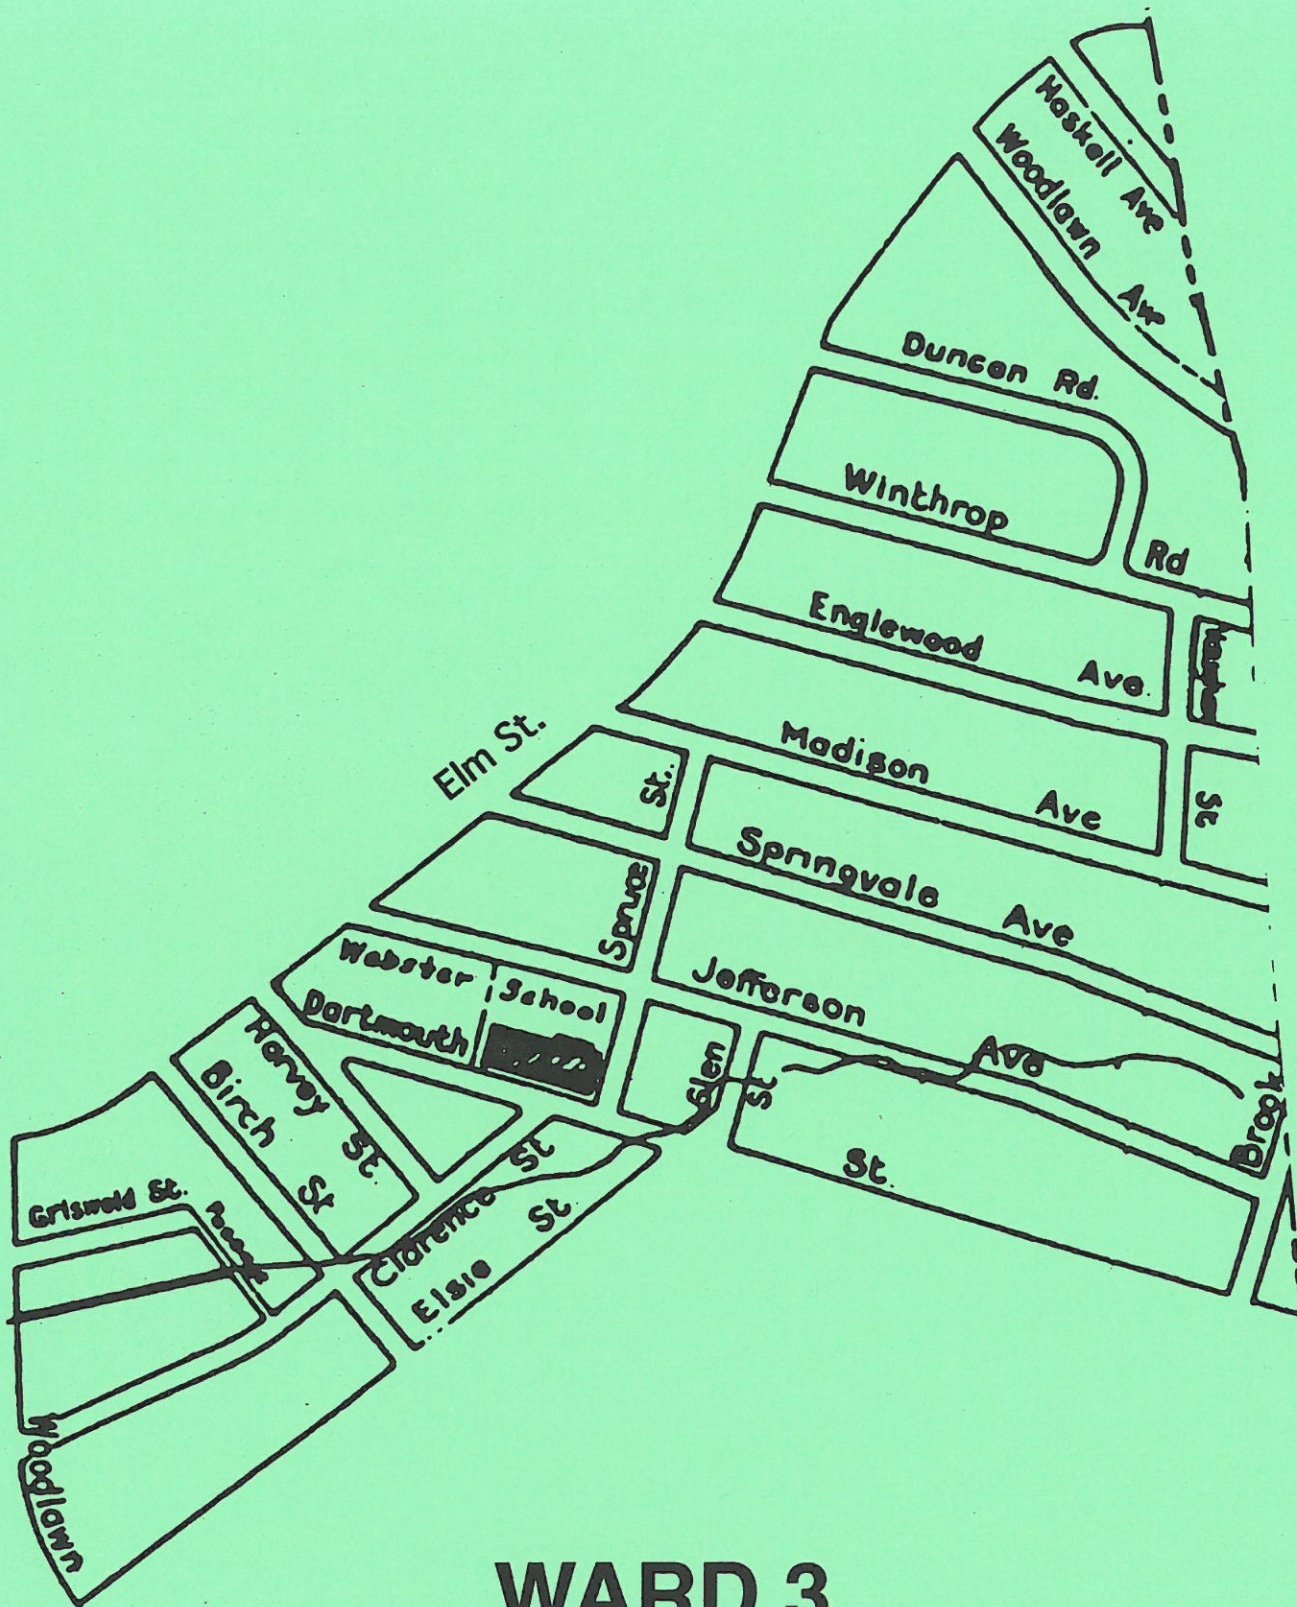 Haskell Ave
Woodlawn Ave
Duncan Rd.
Winthrop Rd
Englewood Ave.
Elm St.
Madison Ave
St.
St
Springvale Ave
Spruce
Jefferson Ave
Webster School
Dartmouth
Glen St
Brook
Harvey St.
Birch St
St.
Clarence St
Elsie St.
Griswold St.
Woodlawn
WARD 3